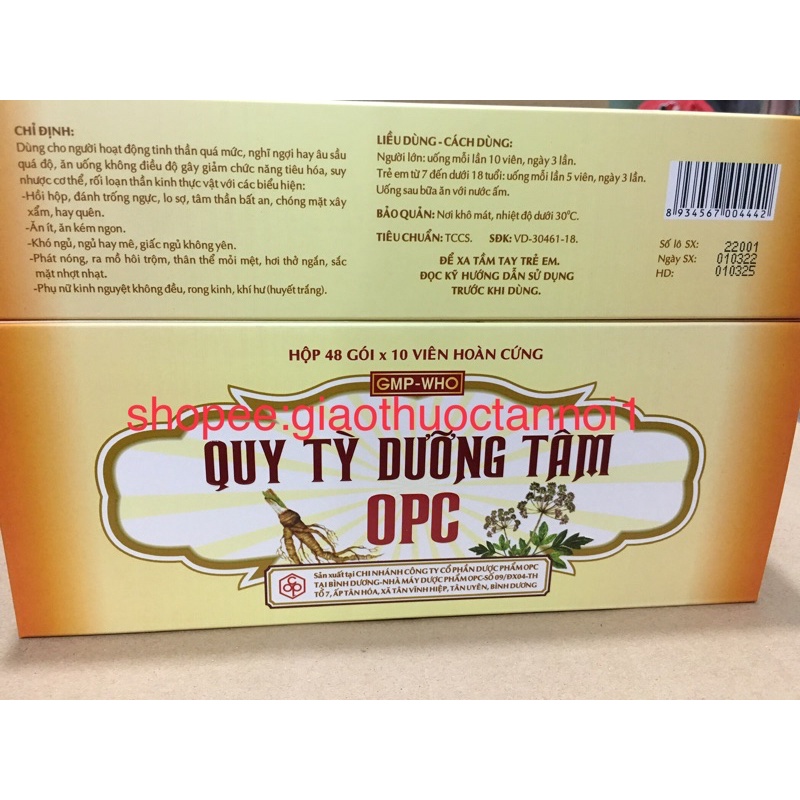 CHỈ ĐỊNH:
Dùng cho người hoạt động tinh thần quá mức, nghĩ ngợi hay âu sầu
quá độ, ăn uống không điều độ gây giảm chức năng tiêu hóa, suy
nhược cơ thể, rối loạn thần kinh thực vật với các biểu hiện:
-Hồi hộp, đánh trống ngực, lo sợ, tâm thần bất an, chóng mặt xây
xẩm, hay quên.
-Ăn ít, ăn kém ngon.
-Khó ngủ, ngủ hay mê, giấc ngủ không yên.
-Phát nóng, ra mồ hôi trộm, thân thể mỏi mệt, hơi thở ngắn, sắc
mặt nhợt nhạt.
-Phụ nữ kinh nguyệt không đều, rong kinh, khí hư (huyết trắng).
LIỀU DÙNG - CÁCH DÙNG:
Người lớn: uống mỗi lần 10 viên, ngày 3 lần.
Trẻ em từ 7 đến dưới 18 tuổi: uống mỗi lần 5 viên, ngày 3 lần.
Uống sau bữa ăn với nước ấm.
BẢO QUẢN: Nơi khô mát, nhiệt độ dưới 30°C.
TIÊU CHUẨN: TCCS. SĐK: VD-30461-18.
ĐỂ XA TẦM TAY TRẺ EM.
ĐỌC KỸ HƯỚNG DẪN SỬ DỤNG
TRƯỚC KHI DÙNG.
8 934567 004442
Số lô SX: 22001
Ngày SX: 010322
HD: 010325
HỘP 48 GÓI x 10 VIÊN HOÀN CỨNG
GMP-WHO
shopee:giaothuoctannoi1
QUY TỲ DƯỠNG TÂM
OPC
OPC
Sản xuất tại CHI NHÁNH CÔNG TY CỔ PHẦN DƯỢC PHẨM OPC
TẠI BÌNH DƯƠNG-NHÀ MÁY DƯỢC PHẨM OPC-SỐ 09/ĐX04-TH
TỔ 7, ẤP TÂN HÓA, XÃ TÂN VĨNH HIỆP, TÂN UYÊN, BÌNH DƯƠNG